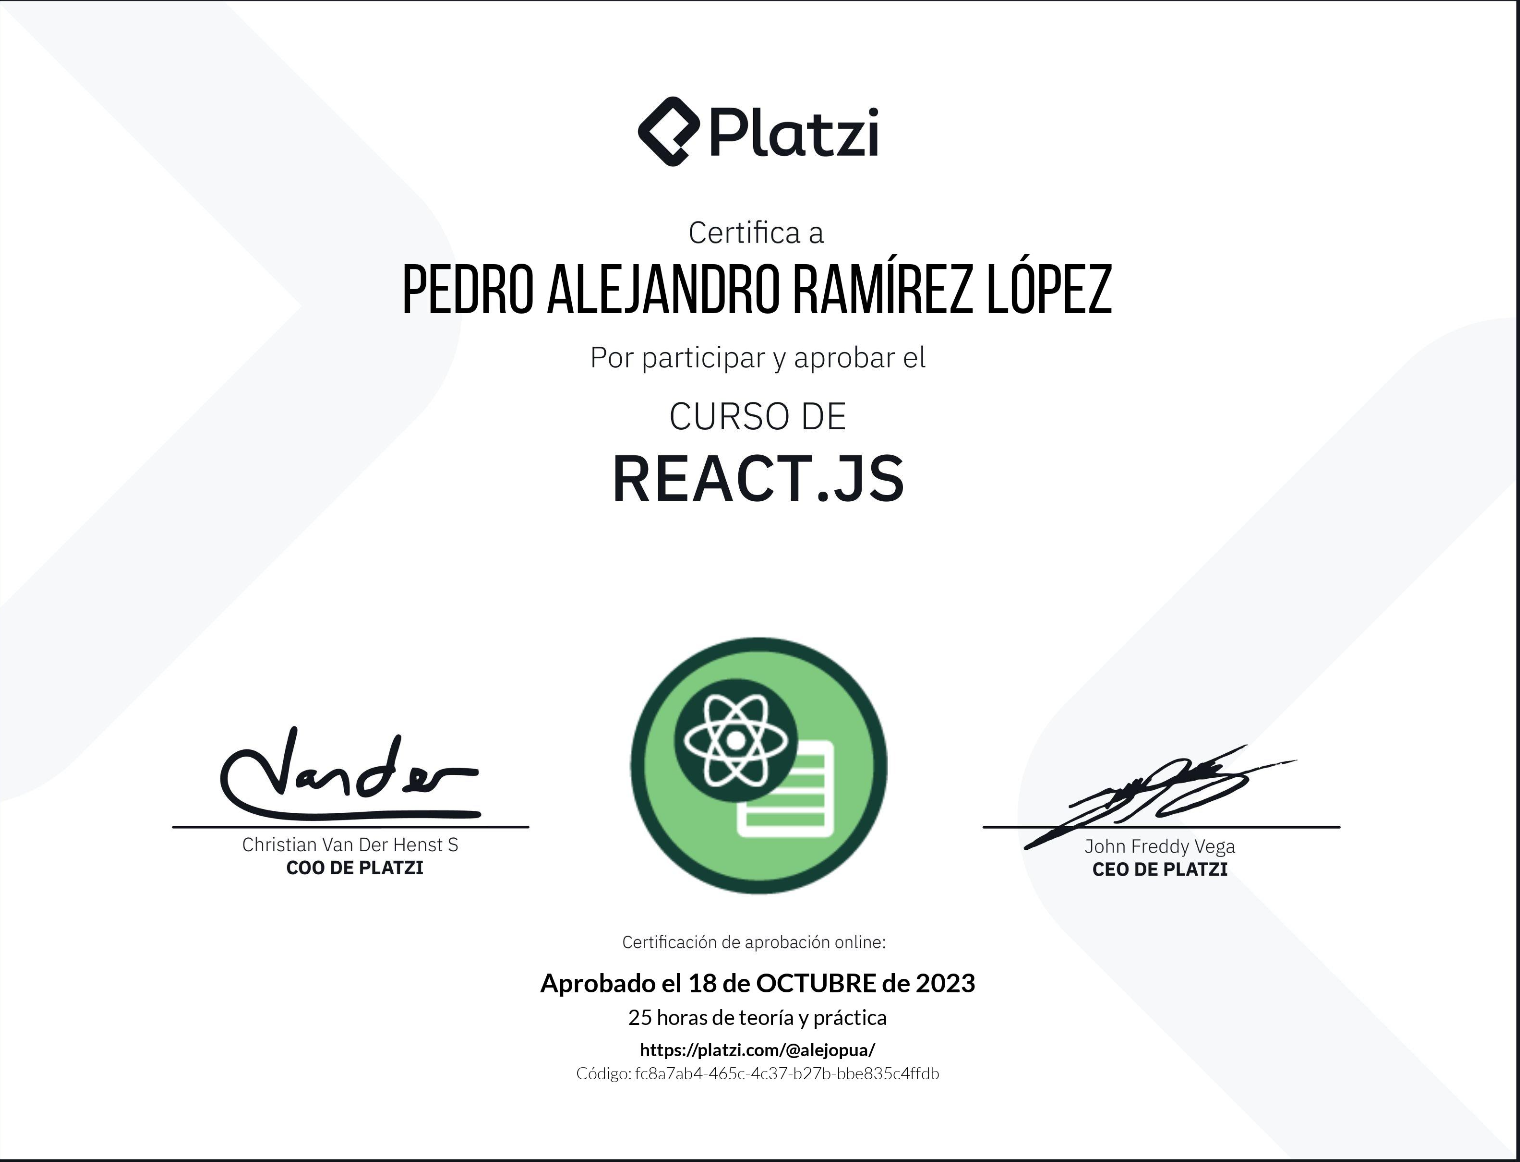 Platzi
Certifica a
PEDRO ALEJANDRO RAMÍREZ LÓPEZ
Por participar y aprobar el
CURSO DE
REACT.JS
Vander
Christian Van Der Henst S
COO DE PLATZI
John Freddy Vega
CEO DE PLATZI
Certificación de aprobación online:
Aprobado el 18 de OCTUBRE de 2023
25 horas de teoría y práctica
https://platzi.com/@alejopua/
Código: fc8a7ab4-465c-4c37-b27b-bbe835c4ffdb